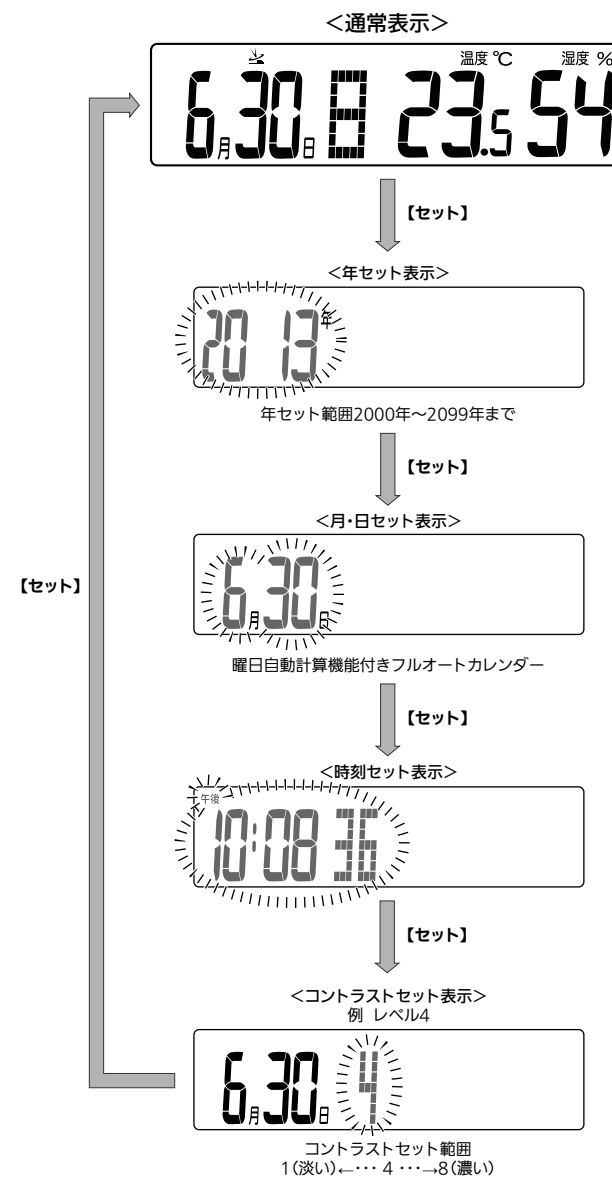 ＜通常表示＞
温度 ℃ 湿度 %
6月30日 日 23.5 54
【セット】
＜年セット表示＞
2013年
年セット範囲2000年～2099年まで
【セット】
＜月・日セット表示＞
6月30日
【セット】
曜日自動計算機能付きフルオートカレンダー
【セット】
＜時刻セット表示＞
午後
10:08 36
【セット】
＜コントラストセット表示＞
例 レベル4
6月30日 4
コントラストセット範囲
1（淡い）←･･･ 4 ･･･→8（濃い）